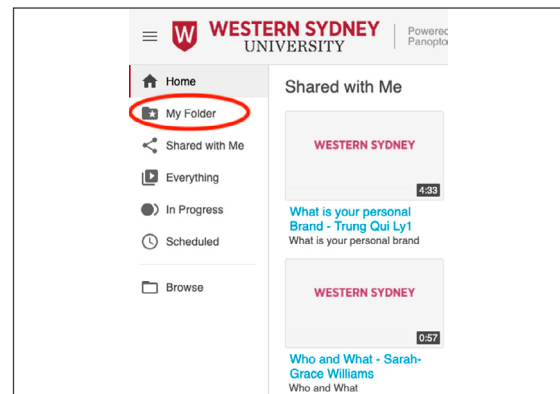 W WESTERN SYDNEY
UNIVERSITY
Powered
Panopto
Home
My Folder
Shared with Me
Everything
In Progress
Scheduled
Browse
Shared with Me
WESTERN SYDNEY
4:33
What is your personal
Brand - Trung Qui Ly1
What is your personal brand
WESTERN SYDNEY
0:57
Who and What - Sarah-
Grace Williams
Who and What